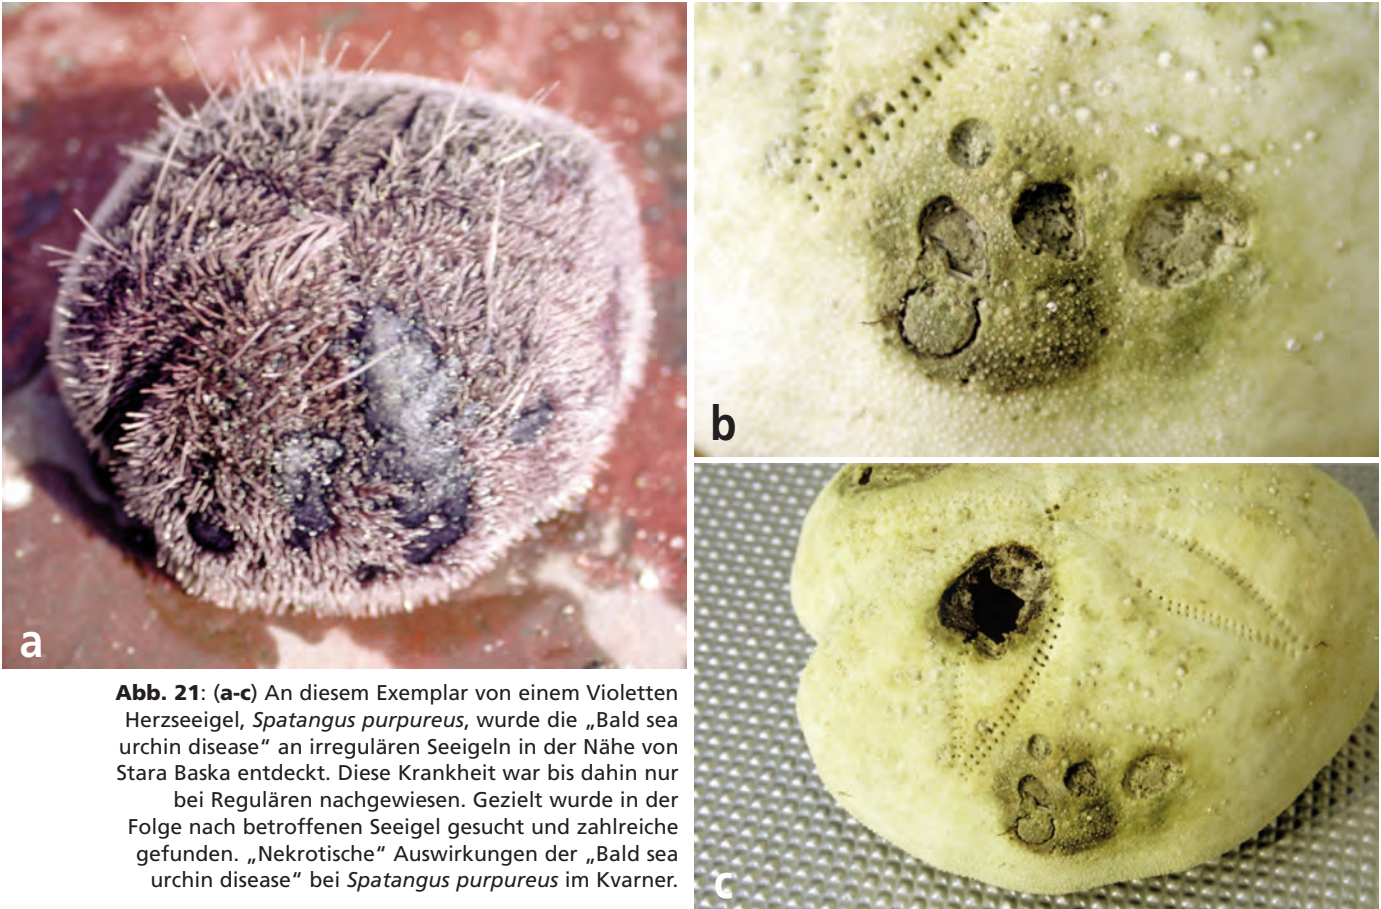 a
b
c
Abb. 21: (a-c) An diesem Exemplar von einem Violetten
Herzseeigel, Spatangus purpureus, wurde die „Bald sea
urchin disease“ an irregulären Seeigeln in der Nähe von
Stara Baska entdeckt. Diese Krankheit war bis dahin nur
bei Regulären nachgewiesen. Gezielt wurde in der
Folge nach betroffenen Seeigel gesucht und zahlreiche
gefunden. „Nekrotische“ Auswirkungen der „Bald sea
urchin disease“ bei Spatangus purpureus im Kvarner.